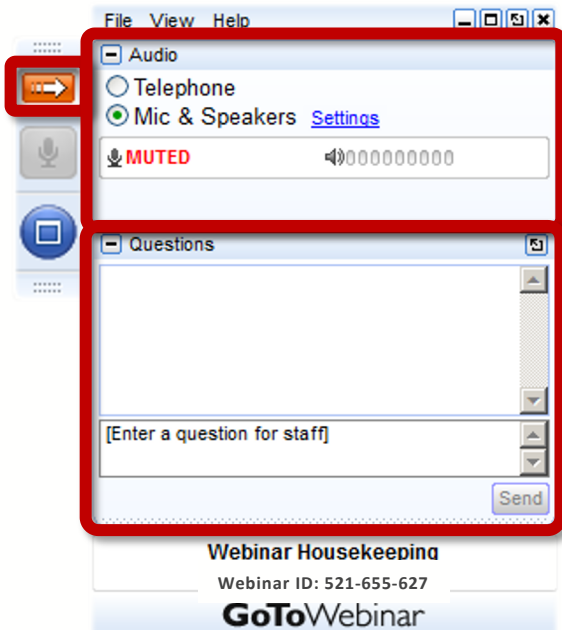 File View Help
Audio
Telephone
Mic & Speakers Settings
MUTED
Questions
[Enter a question for staff]
Send
Webinar Housekeeping
Webinar ID: 521-655-627
GoToWebinar